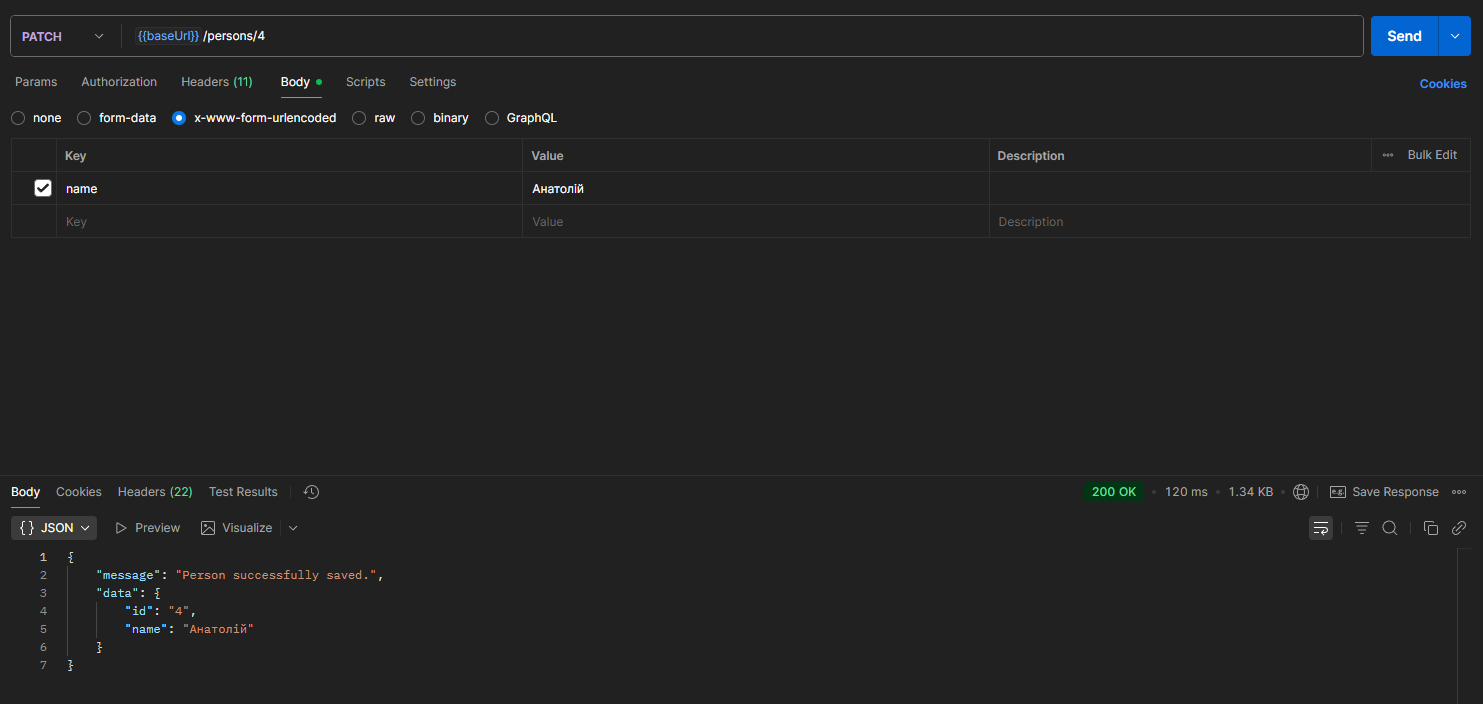 PATCH {{baseUrl}} /persons/4 Send
Params Authorization Headers (11) Body Scripts Settings Cookies
none form-data x-www-form-urlencoded raw binary GraphQL
Key Value Description Bulk Edit
name Анатолій
Key Value Description
Body Cookies Headers (22) Test Results 200 OK 120 ms 1.34 KB e.g. Save Response
{} JSON Preview Visualize
1 {
2 "message": "Person successfully saved.",
3 "data": {
4 "id": "4",
5 "name": "Анатолій"
6 }
7 }